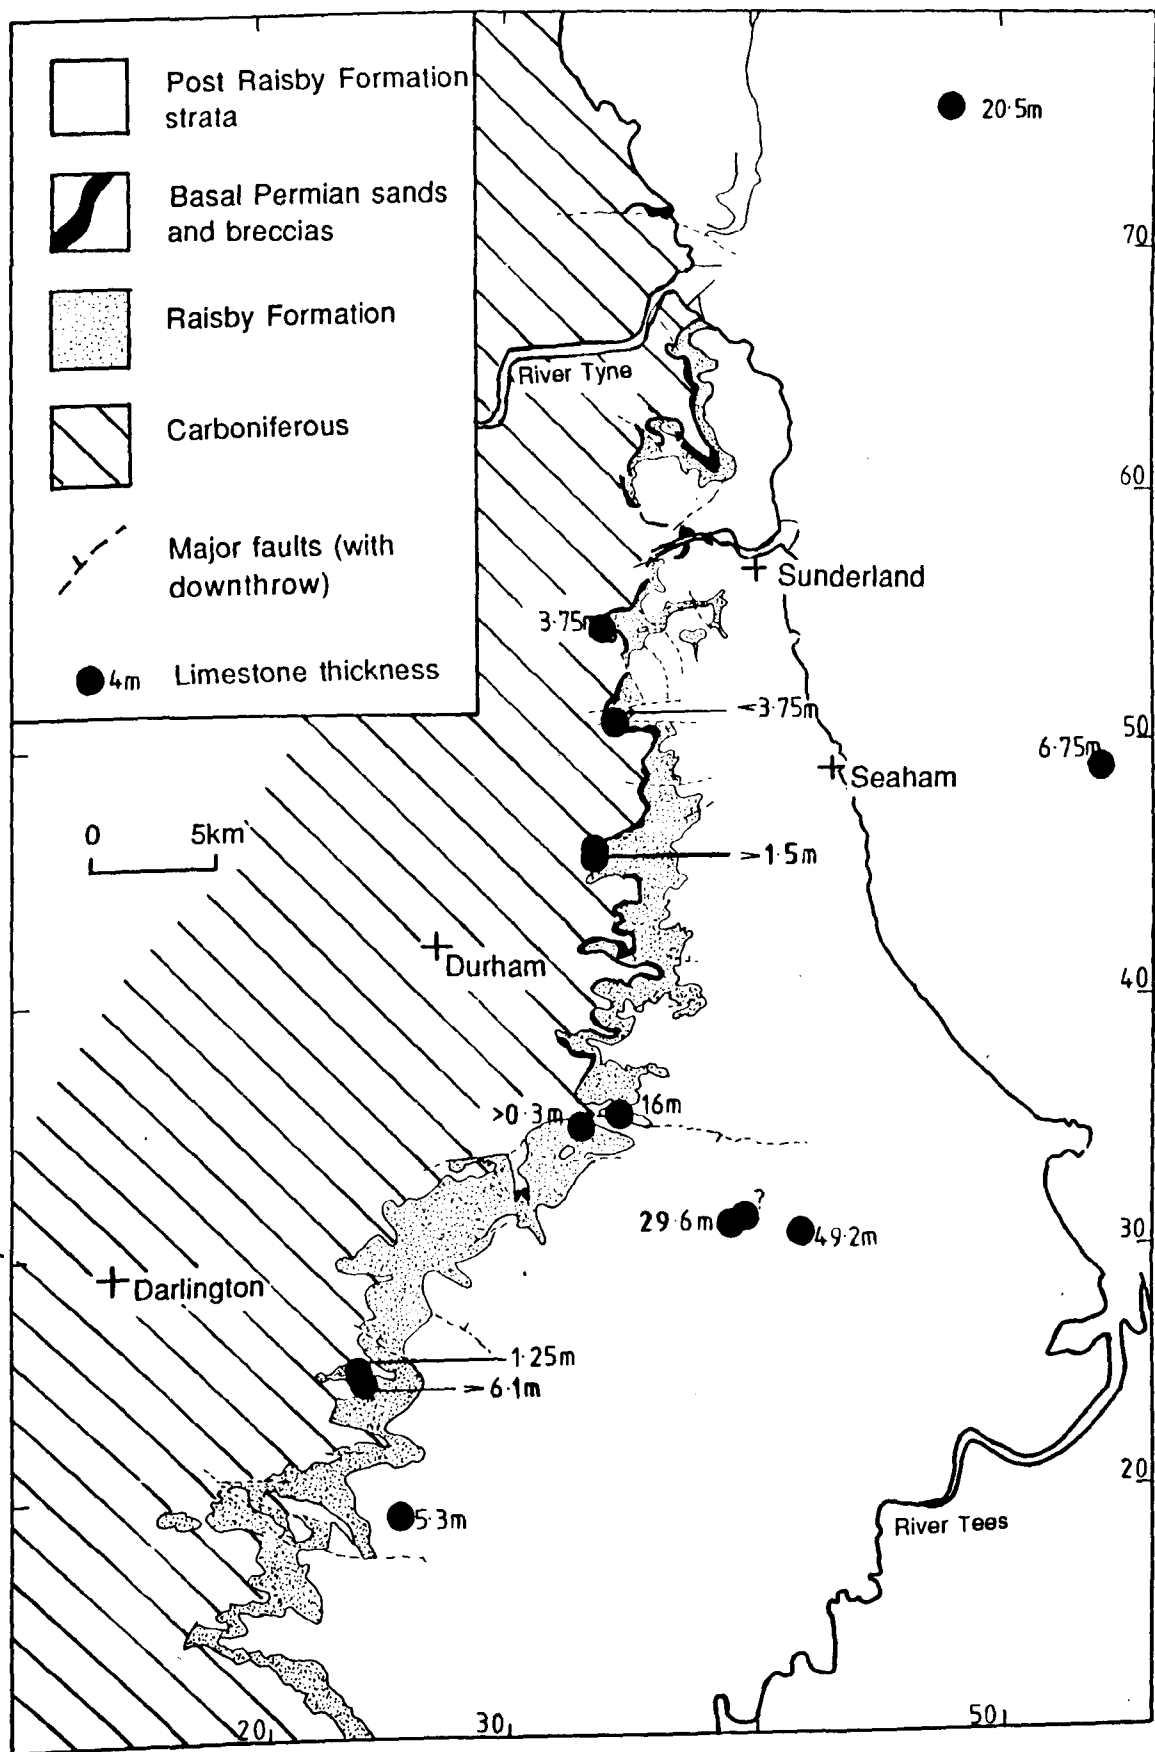 Post Raisby Formation
strata
Basal Permian sands
and breccias
Raisby Formation
Carboniferous
Major faults (with
downthrow)
4m
Limestone thickness
20·5m
70
River Tyne
60
Sunderland
3·75m
<3·75m
50
6·75m
Seaham
0 5km
>1·5m
Durham
40
>0·3m
16m
?
29·6m
49·2m
30
Darlington
1·25m
>6·1m
20
5·3m
River Tees
20
30
50